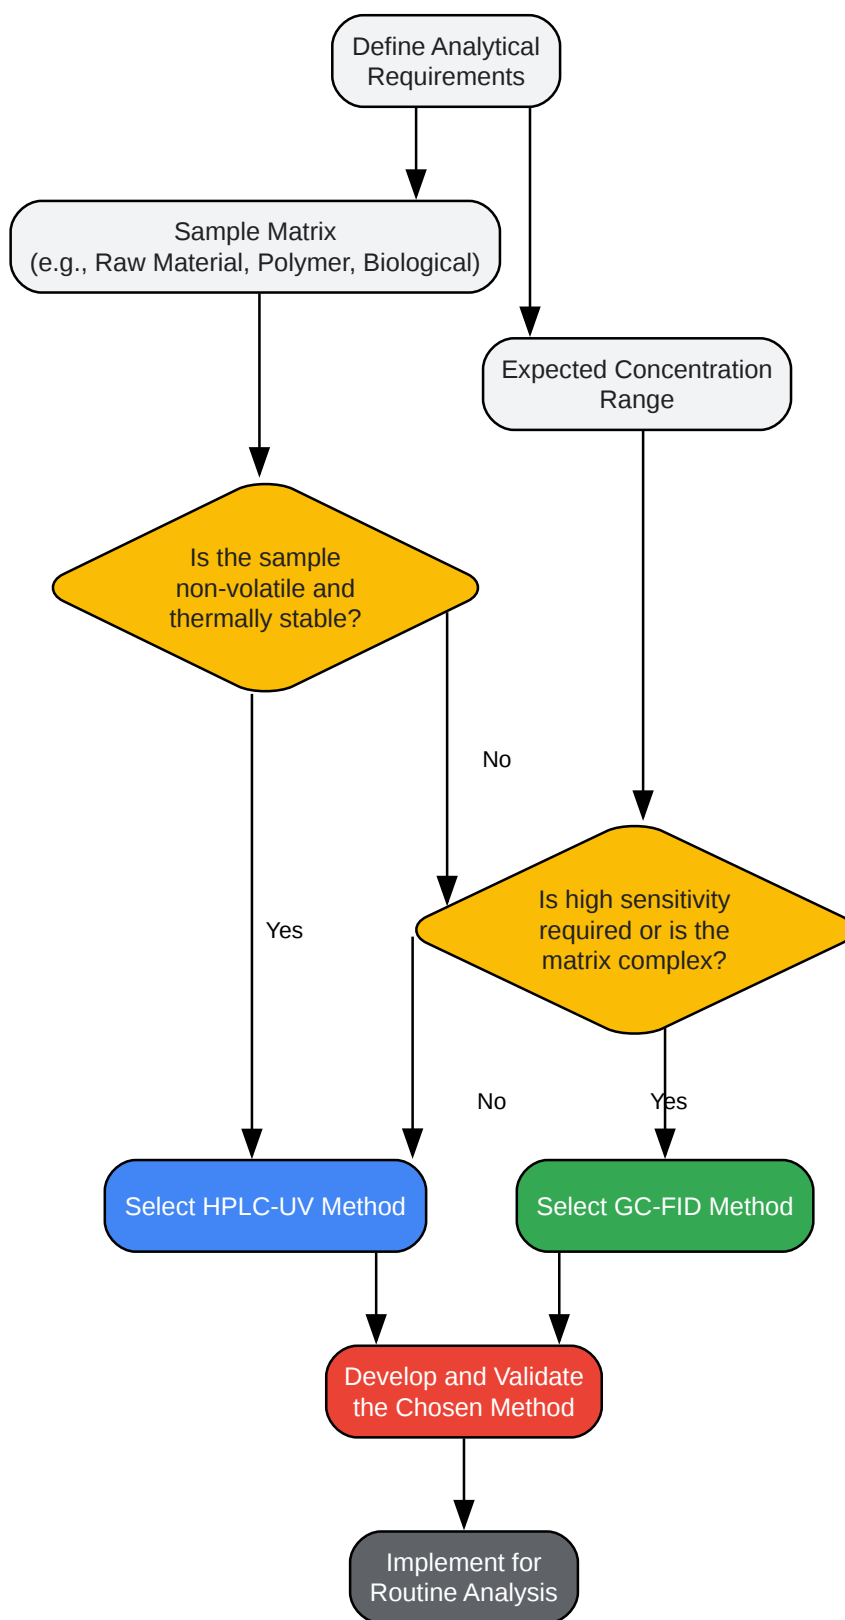 Define Analytical
Requirements
Sample Matrix
(e.g., Raw Material, Polymer, Biological)
Expected Concentration
Range
Is the sample
non-volatile and
thermally stable?
No
Is high sensitivity
required or is the
matrix complex?
Yes
No
Yes
Select HPLC-UV Method
Select GC-FID Method
Develop and Validate
the Chosen Method
Implement for
Routine Analysis